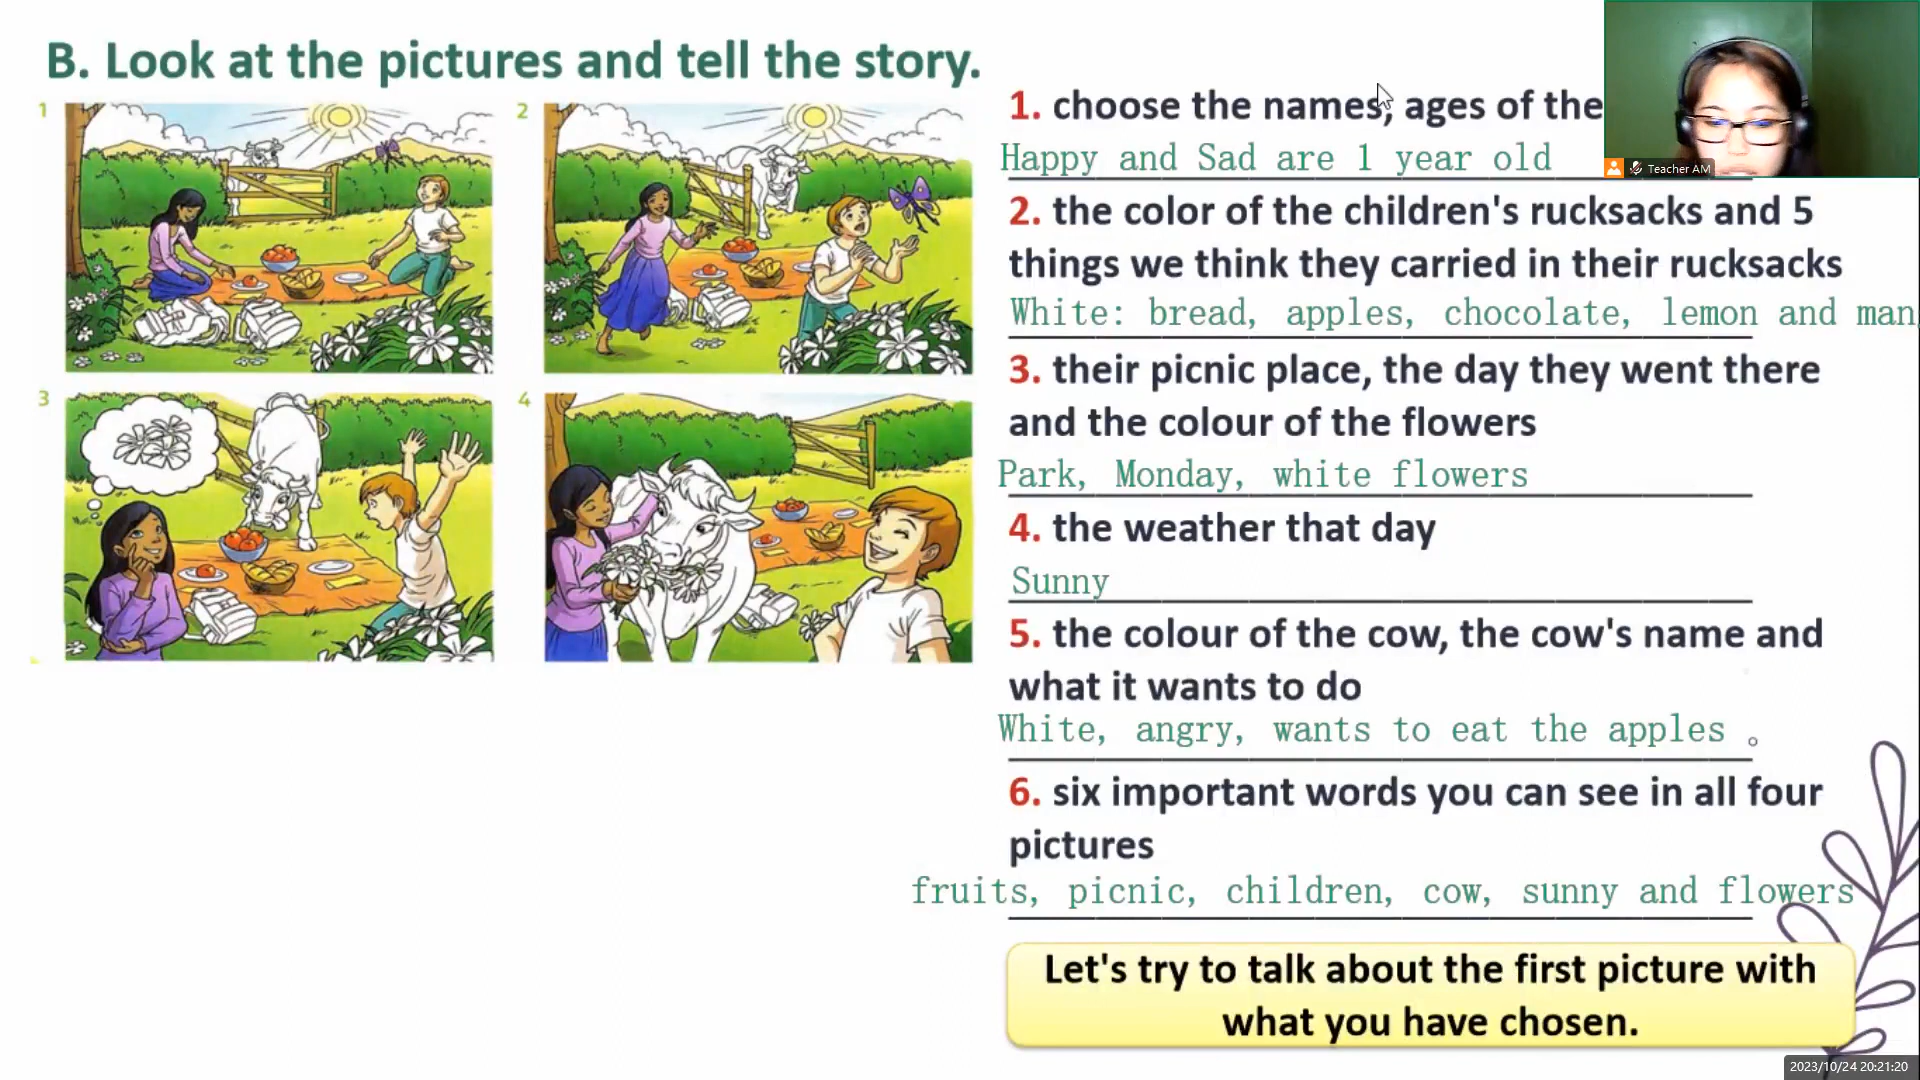 B. Look at the pictures and tell the story.
1
2
3
4
1. choose the names, ages of the
Happy and Sad are 1 year old
2. the color of the children's rucksacks and 5
things we think they carried in their rucksacks
White: bread, apples, chocolate, lemon and man
3. their picnic place, the day they went there
and the colour of the flowers
Park, Monday, white flowers
4. the weather that day
Sunny
5. the colour of the cow, the cow's name and
what it wants to do
White, angry, wants to eat the apples 。
6. six important words you can see in all four
pictures
fruits, picnic, children, cow, sunny and flowers
Let's try to talk about the first picture with
what you have chosen.
Teacher AM
2023/10/24 20:21:20